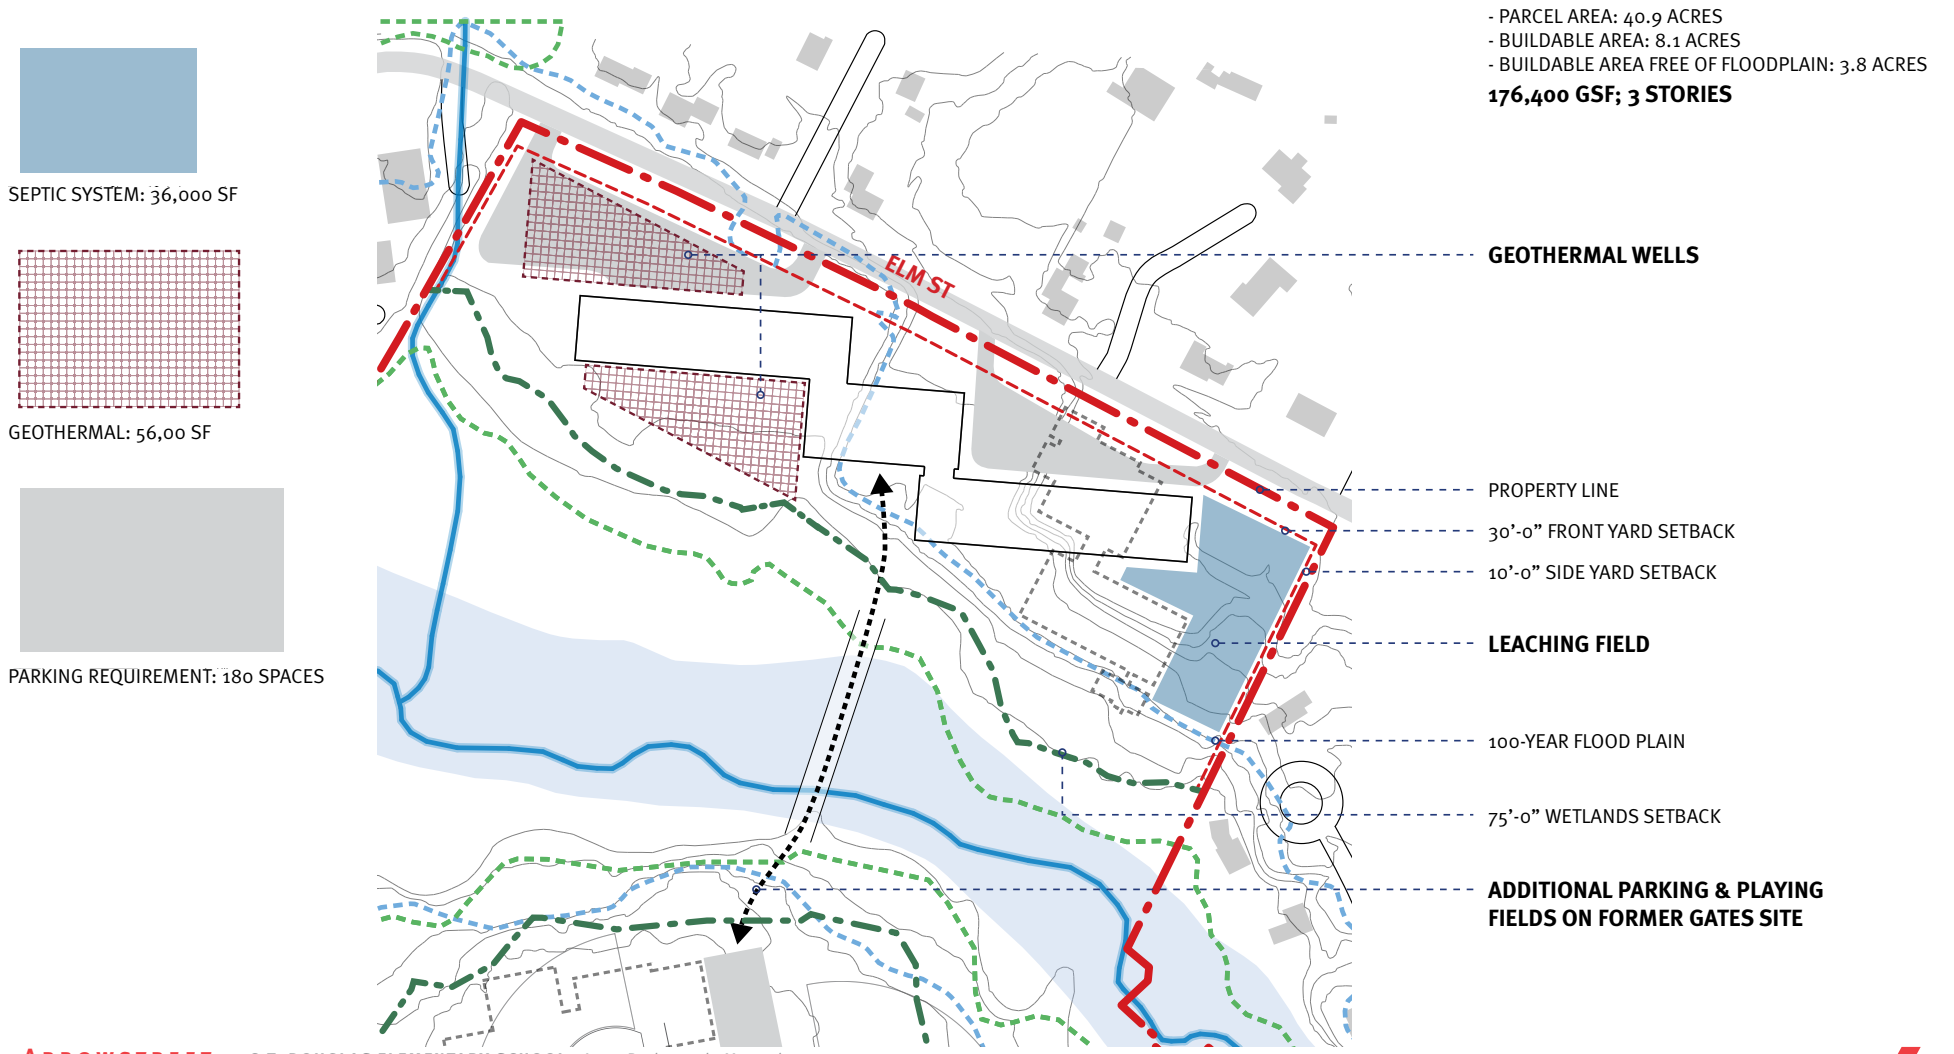 - PARCEL AREA: 40.9 ACRES
- BUILDABLE AREA: 8.1 ACRES
- BUILDABLE AREA FREE OF FLOODPLAIN: 3.8 ACRES
176,400 GSF; 3 STORIES
SEPTIC SYSTEM: 36,000 SF
GEOTHERMAL: 56,00 SF
PARKING REQUIREMENT: 180 SPACES
ELM ST
GEOTHERMAL WELLS
PROPERTY LINE
30'-0” FRONT YARD SETBACK
10'-0” SIDE YARD SETBACK
LEACHING FIELD
100-YEAR FLOOD PLAIN
75'-0” WETLANDS SETBACK
ADDITIONAL PARKING & PLAYING
FIELDS ON FORMER GATES SITE